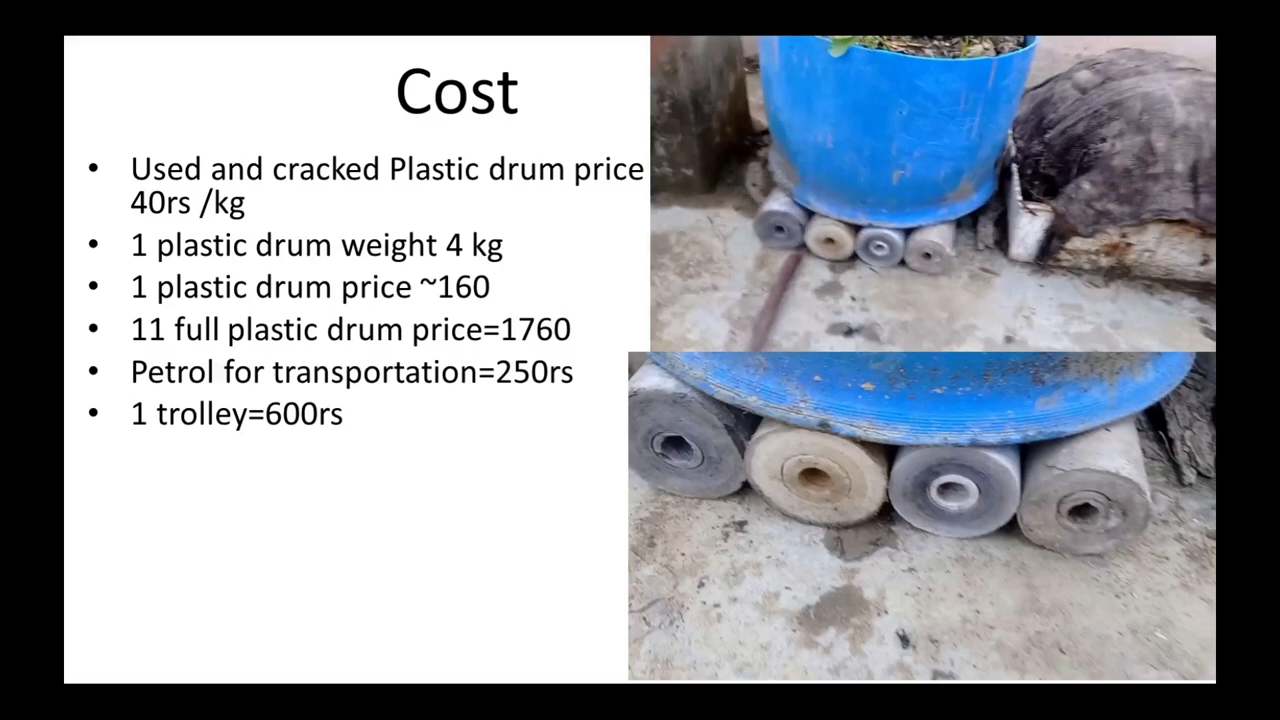 Cost
• Used and cracked Plastic drum price
40rs /kg
• 1 plastic drum weight 4 kg
• 1 plastic drum price ~160
• 11 full plastic drum price=1760
• Petrol for transportation=250rs
• 1 trolley=600rs